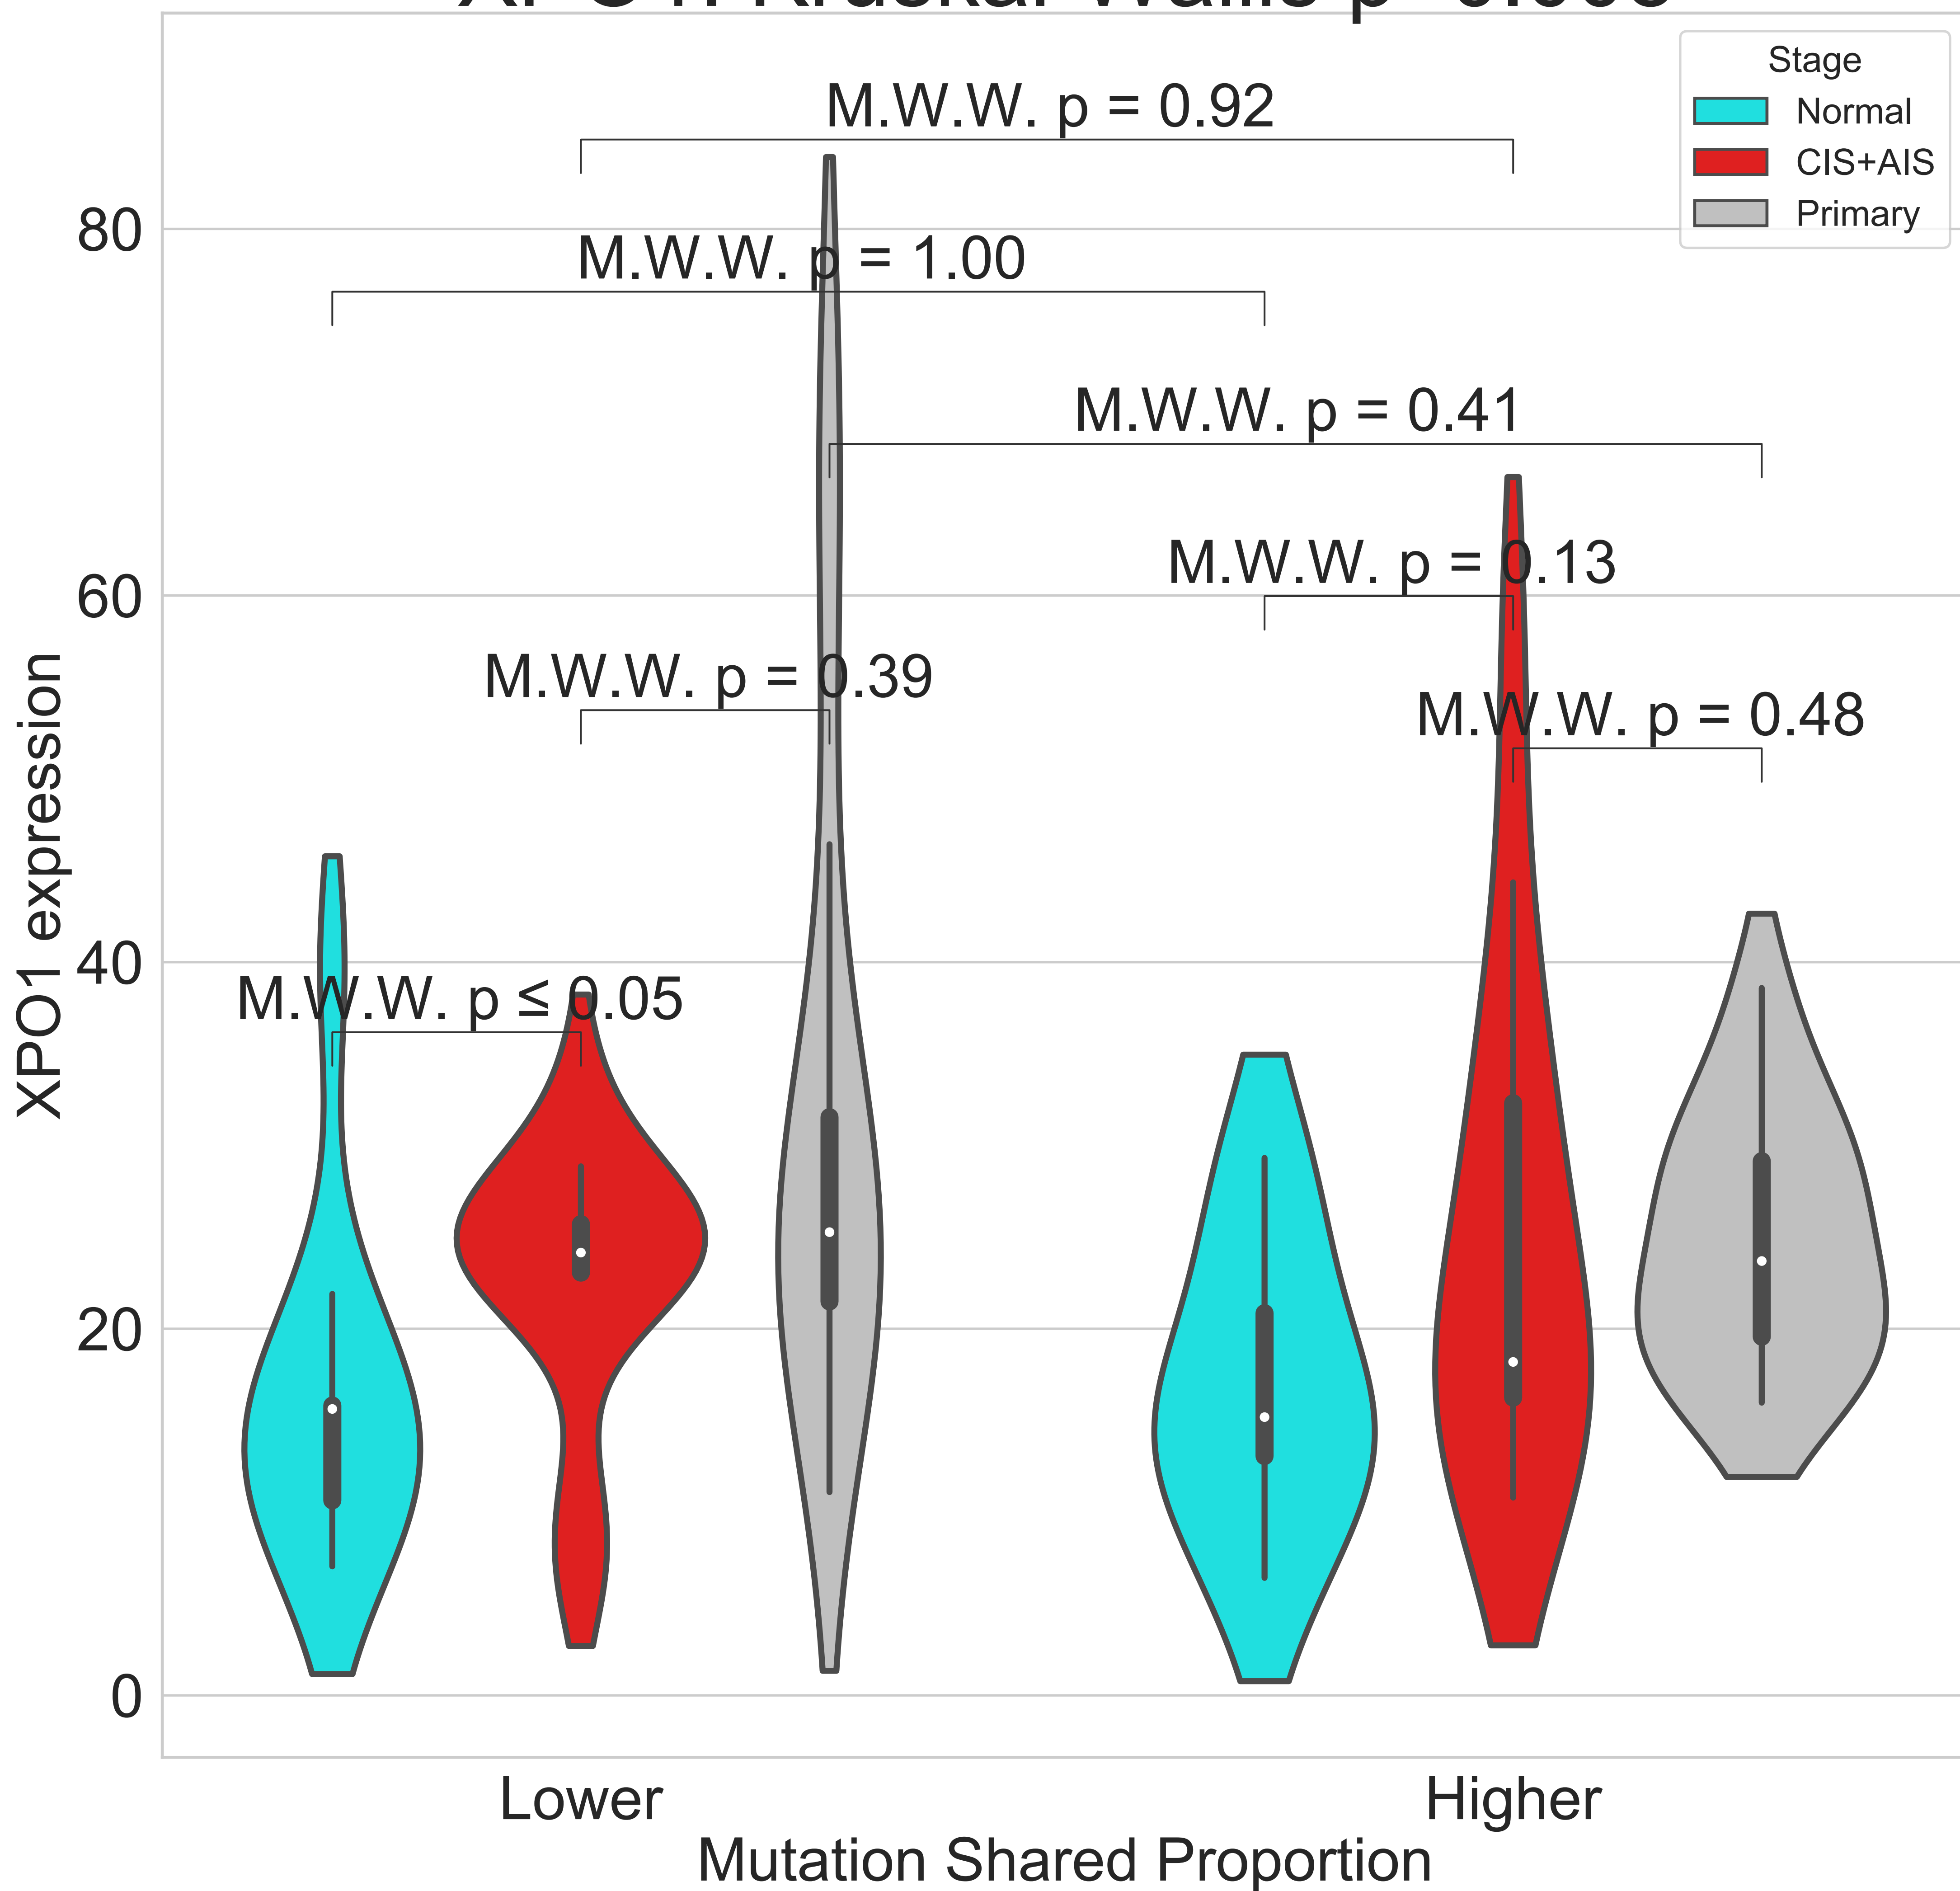 Stage
Normal
CIS+AIS
Primary
M.W.W. p = 0.92
M.W.W. p = 1.00
M.W.W. p = 0.41
M.W.W. p = 0.13
M.W.W. p = 0.39
M.W.W. p = 0.48
M.W.W. p ≤ 0.05
80
60
40
20
0
XPO1 expression
Lower
Higher
Mutation Shared Proportion